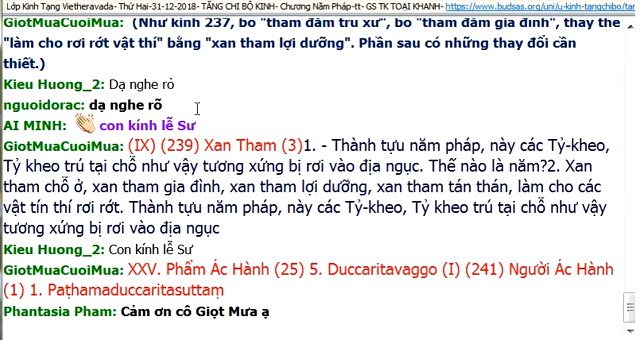 Lớp Kinh Tạng Vietheravada- Thứ Hai-31-12-2018- TĂNG CHI BỘ KINH- Chương Năm Pháp-tt- GS TK TOẠI KHANH- https://www.budsas.org/uni/u-kinh-tangchibo/tan
GiotMuaCuoiMua: (Như kinh 237, bỏ "tham đắm trú xứ", bỏ "tham đắm gia đình", thay thế
"làm cho rơi rớt vật thí" bằng "xan tham lợi dưỡng". Phần sau có những thay đổi cần
thiết.)
Kieu Huong_2: Dạ nghe rỏ
nguoidorac: dạ nghe rõ
AI MINH: con kính lễ Sư
GiotMuaCuoiMua: (IX) (239) Xan Tham (3)1. - Thành tựu năm pháp, này các Tỷ-kheo,
Tỷ kheo trú tại chỗ như vậy tương xứng bị rơi vào địa ngục. Thế nào là năm?2. Xan
tham chỗ ở, xan tham gia đình, xan tham lợi dưỡng, xan tham tán thán, làm cho các
vật tín thí rơi rớt. Thành tựu năm pháp, này các Tỷ-kheo, Tỷ kheo trú tại chỗ như vậy
tương xứng bị rơi vào địa ngục
Kieu Huong_2: Con kính lễ Sư
GiotMuaCuoiMua: XXV. Phẩm Ác Hành (25) 5. Duccaritavaggo (I) (241) Người Ác Hành
(1) 1. Paṭhamaduccaritasuttaṃ
Phantasia Pham: Cảm ơn cô Giọt Mưa ạ